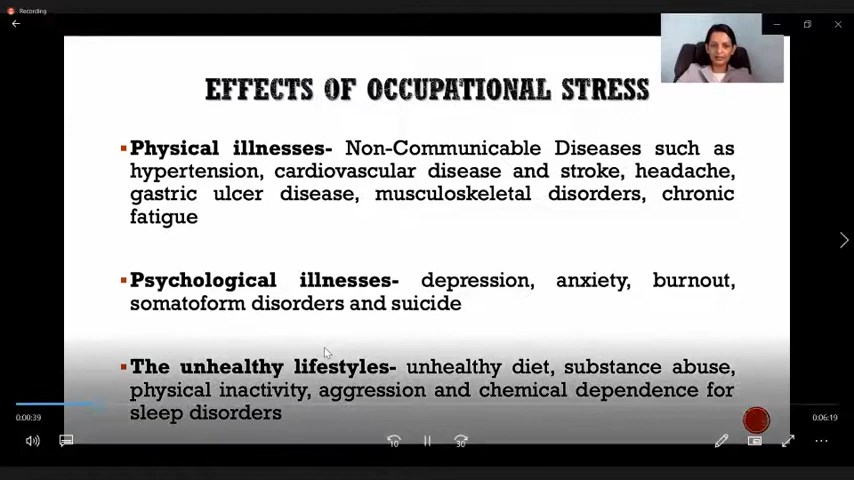 Recording
EFFECTS OF OCCUPATIONAL STRESS
▪Physical illnesses- Non-Communicable Diseases such as
hypertension, cardiovascular disease and stroke, headache,
gastric ulcer disease, musculoskeletal disorders, chronic
fatigue
▪Psychological illnesses- depression, anxiety, burnout,
somatoform disorders and suicide
▪The unhealthy lifestyles- unhealthy diet, substance abuse,
physical inactivity, aggression and chemical dependence for
sleep disorders
0:00:39
0:06:19
10
30